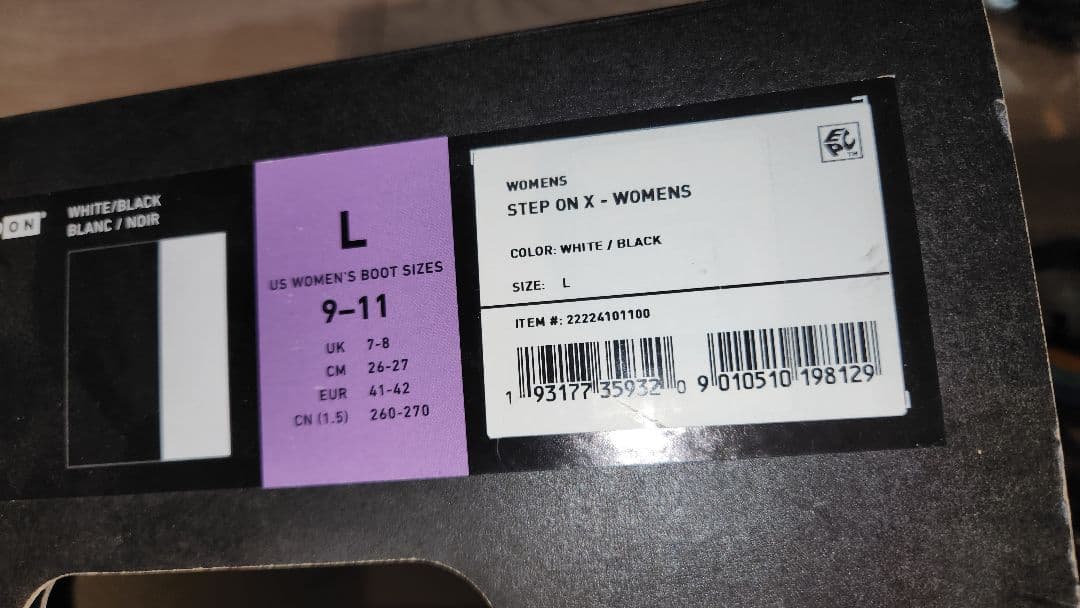 ON
WHITE/BLACK
BLANC / NOIR
L
US WOMEN'S BOOT SIZES
9-11
UK 7-8
CM 26-27
EUR 41-42
CN (1.5) 260-270
WOMENS
STEP ON X - WOMENS
COLOR: WHITE / BLACK
SIZE: L
ITEM #: 22224101100
1 93177 35932 0
9 010510 198129
EPC TM